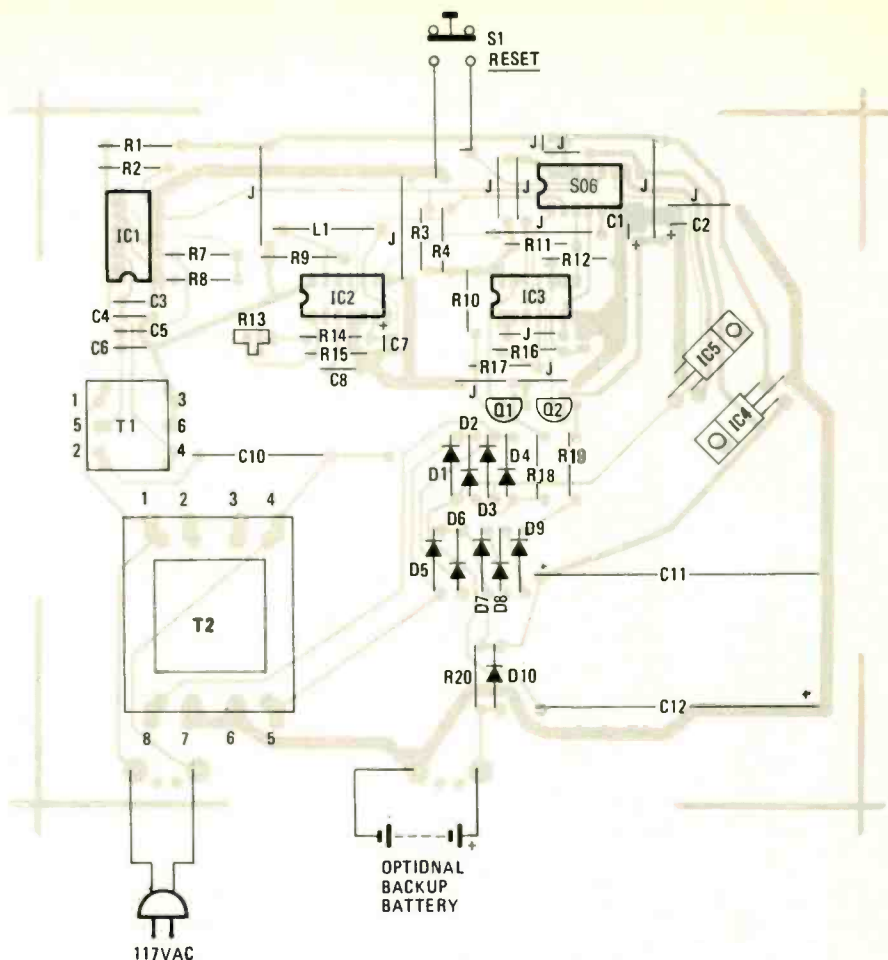 S1
RESET
R1
R2
J
J
J
J
J
J
S06
J
C1
C2
IC1
L1
J
R3
R4
J
R11
R12
R7
R8
R9
IC2
R10
IC3
C3
C4
C5
C6
R13
R14
R15
C7
C8
J
R16
R17
J
J
IC5
IC4
1
3
5
T1
6
2
4
Q1
Q2
C10
D2
D1
D4
D3
R18
R19
1
2
3
4
D6
D9
D5
D7
D8
C11
T2
R20
D10
C12
8
7
6
5
OPTIONAL
BACKUP
BATTERY
117VAC